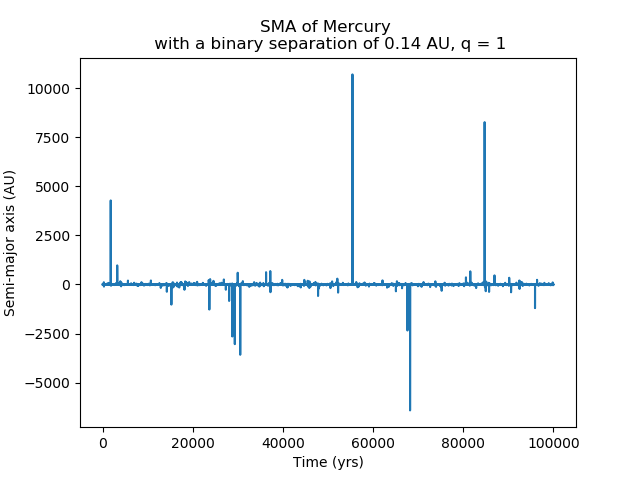 SMA of Mercury
with a binary separation of 0.14 AU, q = 1
Semi-major axis (AU)
10000
7500
5000
2500
0
−2500
−5000
0 20000 40000 60000 80000 100000
Time (yrs)